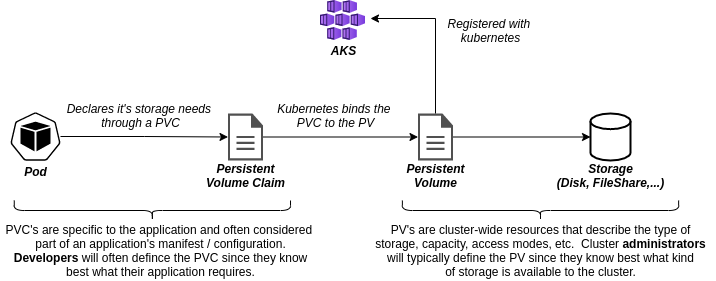 AKS
Registered with
kubernetes
Declares it's storage needs
through a PVC
Kubernetes binds the
PVC to the PV
Pod
Persistent
Volume Claim
Persistent
Volume
Storage
(Disk, FileShare,...)
PVC's are specific to the application and often considered
part of an application's manifest / configuration.
Developers will often defince the PVC since they know
best what their application requires.
PV's are cluster-wide resources that describe the type of
storage, capacity, access modes, etc.  Cluster administrators
will typically define the PV since they know best what kind
of storage is available to the cluster.